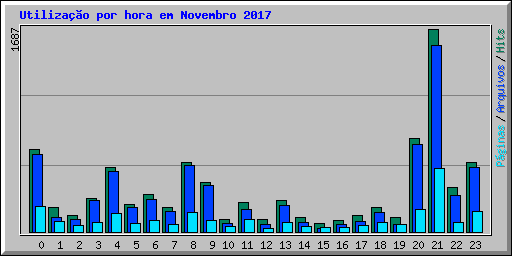 Utilização por hora em Novembro 2017
1687
Páginas / Arquivos / Hits
0 1 2 3 4 5 6 7 8 9 10 11 12 13 14 15 16 17 18 19 20 21 22 23